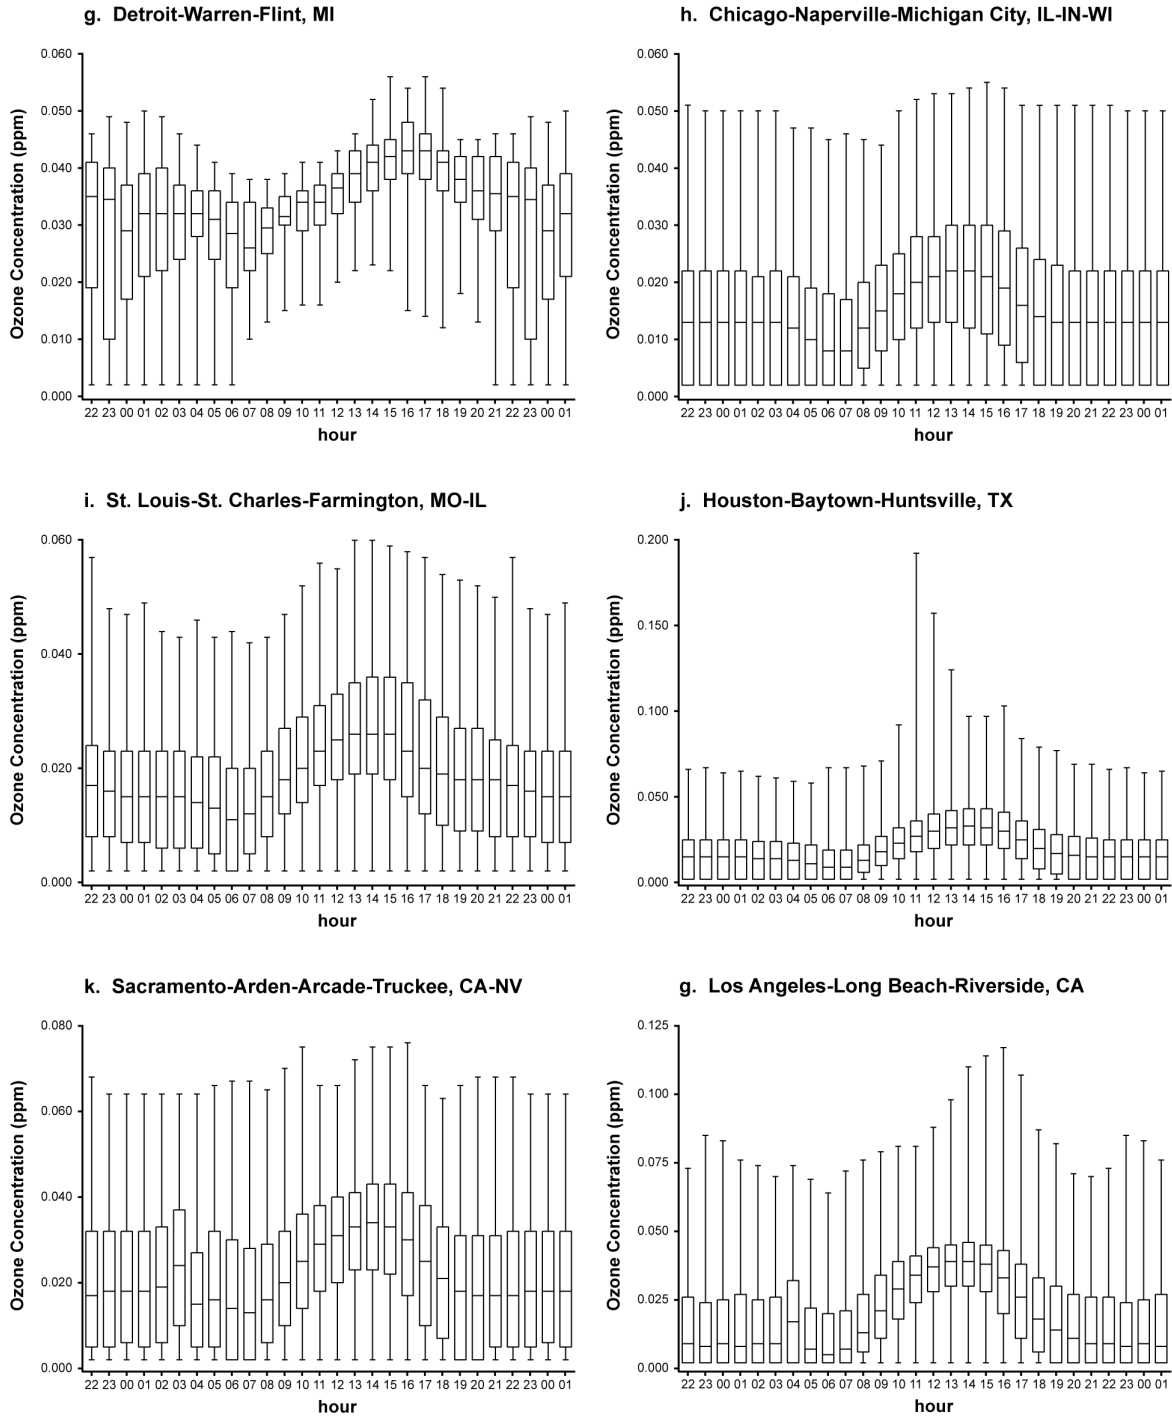 g. Detroit-Warren-Flint, MI
0.060
0.050
0.040
0.030
0.020
0.010
0.000
Ozone Concentration (ppm)
22 23 00 01 02 03 04 05 06 07 08 09 10 11 12 13 14 15 16 17 18 19 20 21 22 23 00 01
hour
h. Chicago-Naperville-Michigan City, IL-IN-WI
0.060
0.050
0.040
0.030
0.020
0.010
0.000
Ozone Concentration (ppm)
22 23 00 01 02 03 04 05 06 07 08 09 10 11 12 13 14 15 16 17 18 19 20 21 22 23 00 01
hour
i. St. Louis-St. Charles-Farmington, MO-IL
0.060
0.040
0.020
0.000
Ozone Concentration (ppm)
22 23 00 01 02 03 04 05 06 07 08 09 10 11 12 13 14 15 16 17 18 19 20 21 22 23 00 01
hour
j. Houston-Baytown-Huntsville, TX
0.200
0.150
0.100
0.050
0.000
Ozone Concentration (ppm)
22 23 00 01 02 03 04 05 06 07 08 09 10 11 12 13 14 15 16 17 18 19 20 21 22 23 00 01
hour
k. Sacramento-Arden-Arcade-Truckee, CA-NV
0.080
0.060
0.040
0.020
0.000
Ozone Concentration (ppm)
22 23 00 01 02 03 04 05 06 07 08 09 10 11 12 13 14 15 16 17 18 19 20 21 22 23 00 01
hour
g. Los Angeles-Long Beach-Riverside, CA
0.125
0.100
0.075
0.050
0.025
0.000
Ozone Concentration (ppm)
22 23 00 01 02 03 04 05 06 07 08 09 10 11 12 13 14 15 16 17 18 19 20 21 22 23 00 01
hour